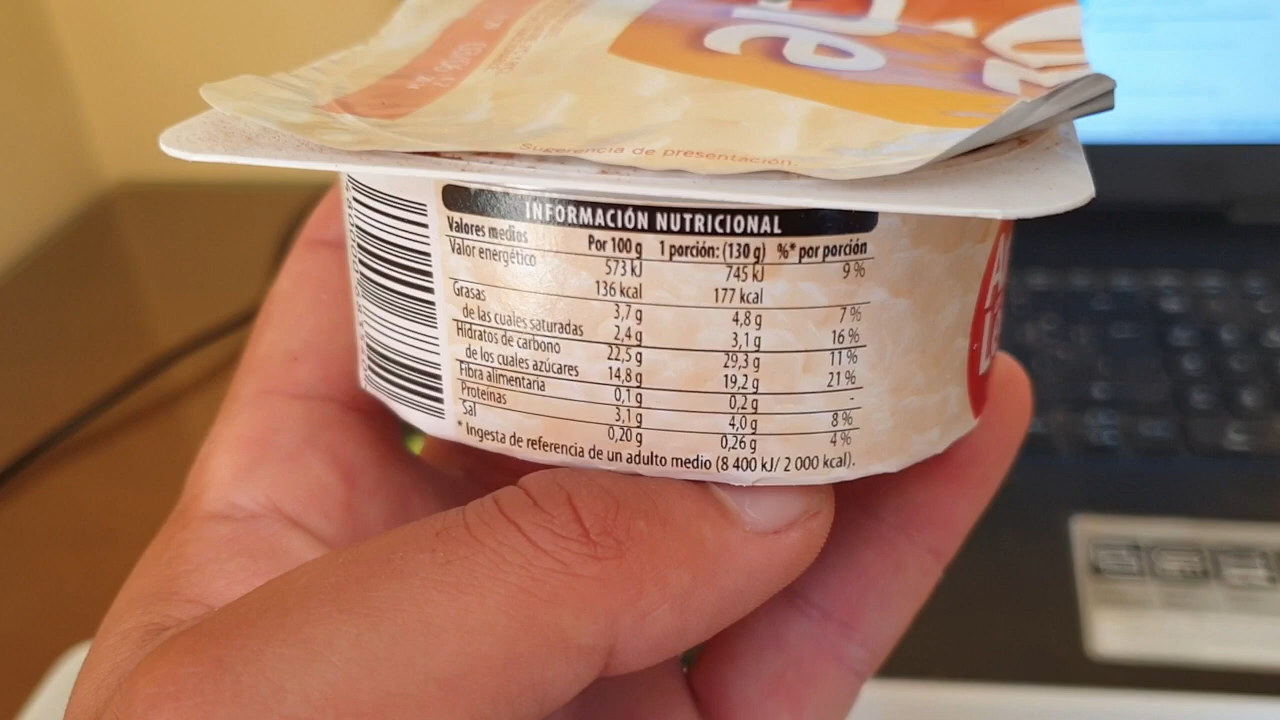 Sugerencia de presentación.
INFORMACIÓN NUTRICIONAL
Valores medios Por 100 g 1 porción: (130 g) %* por porción
Valor energético 573 kJ 745 kJ 9 %
136 kcal 177 kcal
Grasas 3,7 g 4,8 g 7 %
de las cuales saturadas 2,4 g 3,1 g 16 %
Hidratos de carbono 22,5 g 29,3 g 11 %
de los cuales azúcares 14,8 g 19,2 g 21 %
Fibra alimentaria 0,1 g 0,2 g -
Proteínas 3,1 g 4,0 g 8 %
Sal 0,20 g 0,26 g 4 %
* Ingesta de referencia de un adulto medio (8 400 kJ/ 2 000 kcal).